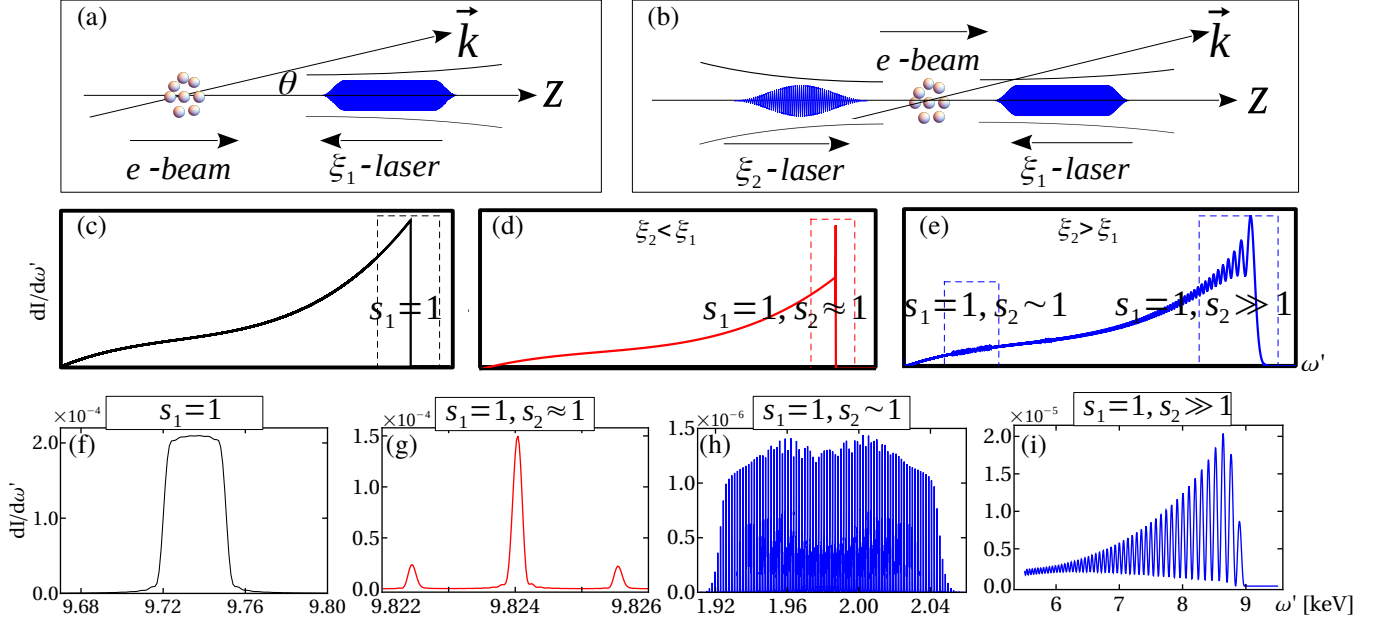 (a)
k
θ
z
e -beam
ξ₁-laser
(b)
e -beam
k
z
ξ₂-laser
ξ₁-laser
(c)
dI/dω'
s₁=1
(d)
ξ₂<ξ₁
s₁=1, s₂≈1
(e)
ξ₂>ξ₁
s₁=1, s₂~1
s₁=1, s₂≫1
ω'
×10⁻⁴
s₁=1
(f)
dI/dω'
2.0
1.0
0.0
9.68
9.72
9.76
9.80
×10⁻⁴
s₁=1, s₂≈1
(g)
1.5
1.0
0.5
0.0
9.822
9.824
9.826
×10⁻⁶
s₁=1, s₂~1
(h)
1.5
1.0
0.5
0.0
1.92
1.96
2.00
2.04
×10⁻⁵
s₁=1, s₂≫1
(i)
2.0
1.5
1.0
0.5
0.0
6
7
8
9
ω' [keV]